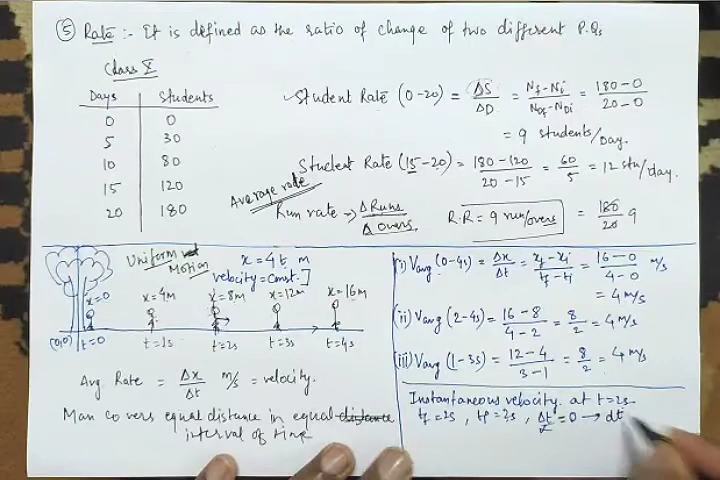 ⑤ Rate :- It is defined as the ratio of change of two different P.Qs
Class X
Days Students
0 0
5 30
10 80
15 120
20 180
Student Rate (0-20) = ΔS/ΔD = Nf-Ni/NDf-NDi = 180-0/20-0
= 9 students/Day.
Student Rate (15-20) = 180-120/20-15 = 60/5 = 12 stu/day.
Average rate
Run rate → ΔRuns/ΔOvers
R.R = 9 run/overs = 180/20 9
Uniform Motion
x = 4t m
velocity = const.]
x=0 x=4m x=8m x=12m x=16m
(0,0) t=0 t=1s t=2s t=3s t=4s
Avg Rate = Δx/Δt m/s = velocity.
Man covers equal distance in equal distance
interval of time
(i) Vavg (0-4s) = Δx/Δt = xf-xi/tf-ti = 16-0/4-0 m/s
= 4 m/s
(ii) Vavg (2-4s) = 16-8/4-2 = 8/2 = 4 m/s
(iii) Vavg (1-3s) = 12-4/3-1 = 8/2 = 4 m/s
Instantaneous velocity at t=2s
=2s, =2s, Δt=0 → dt